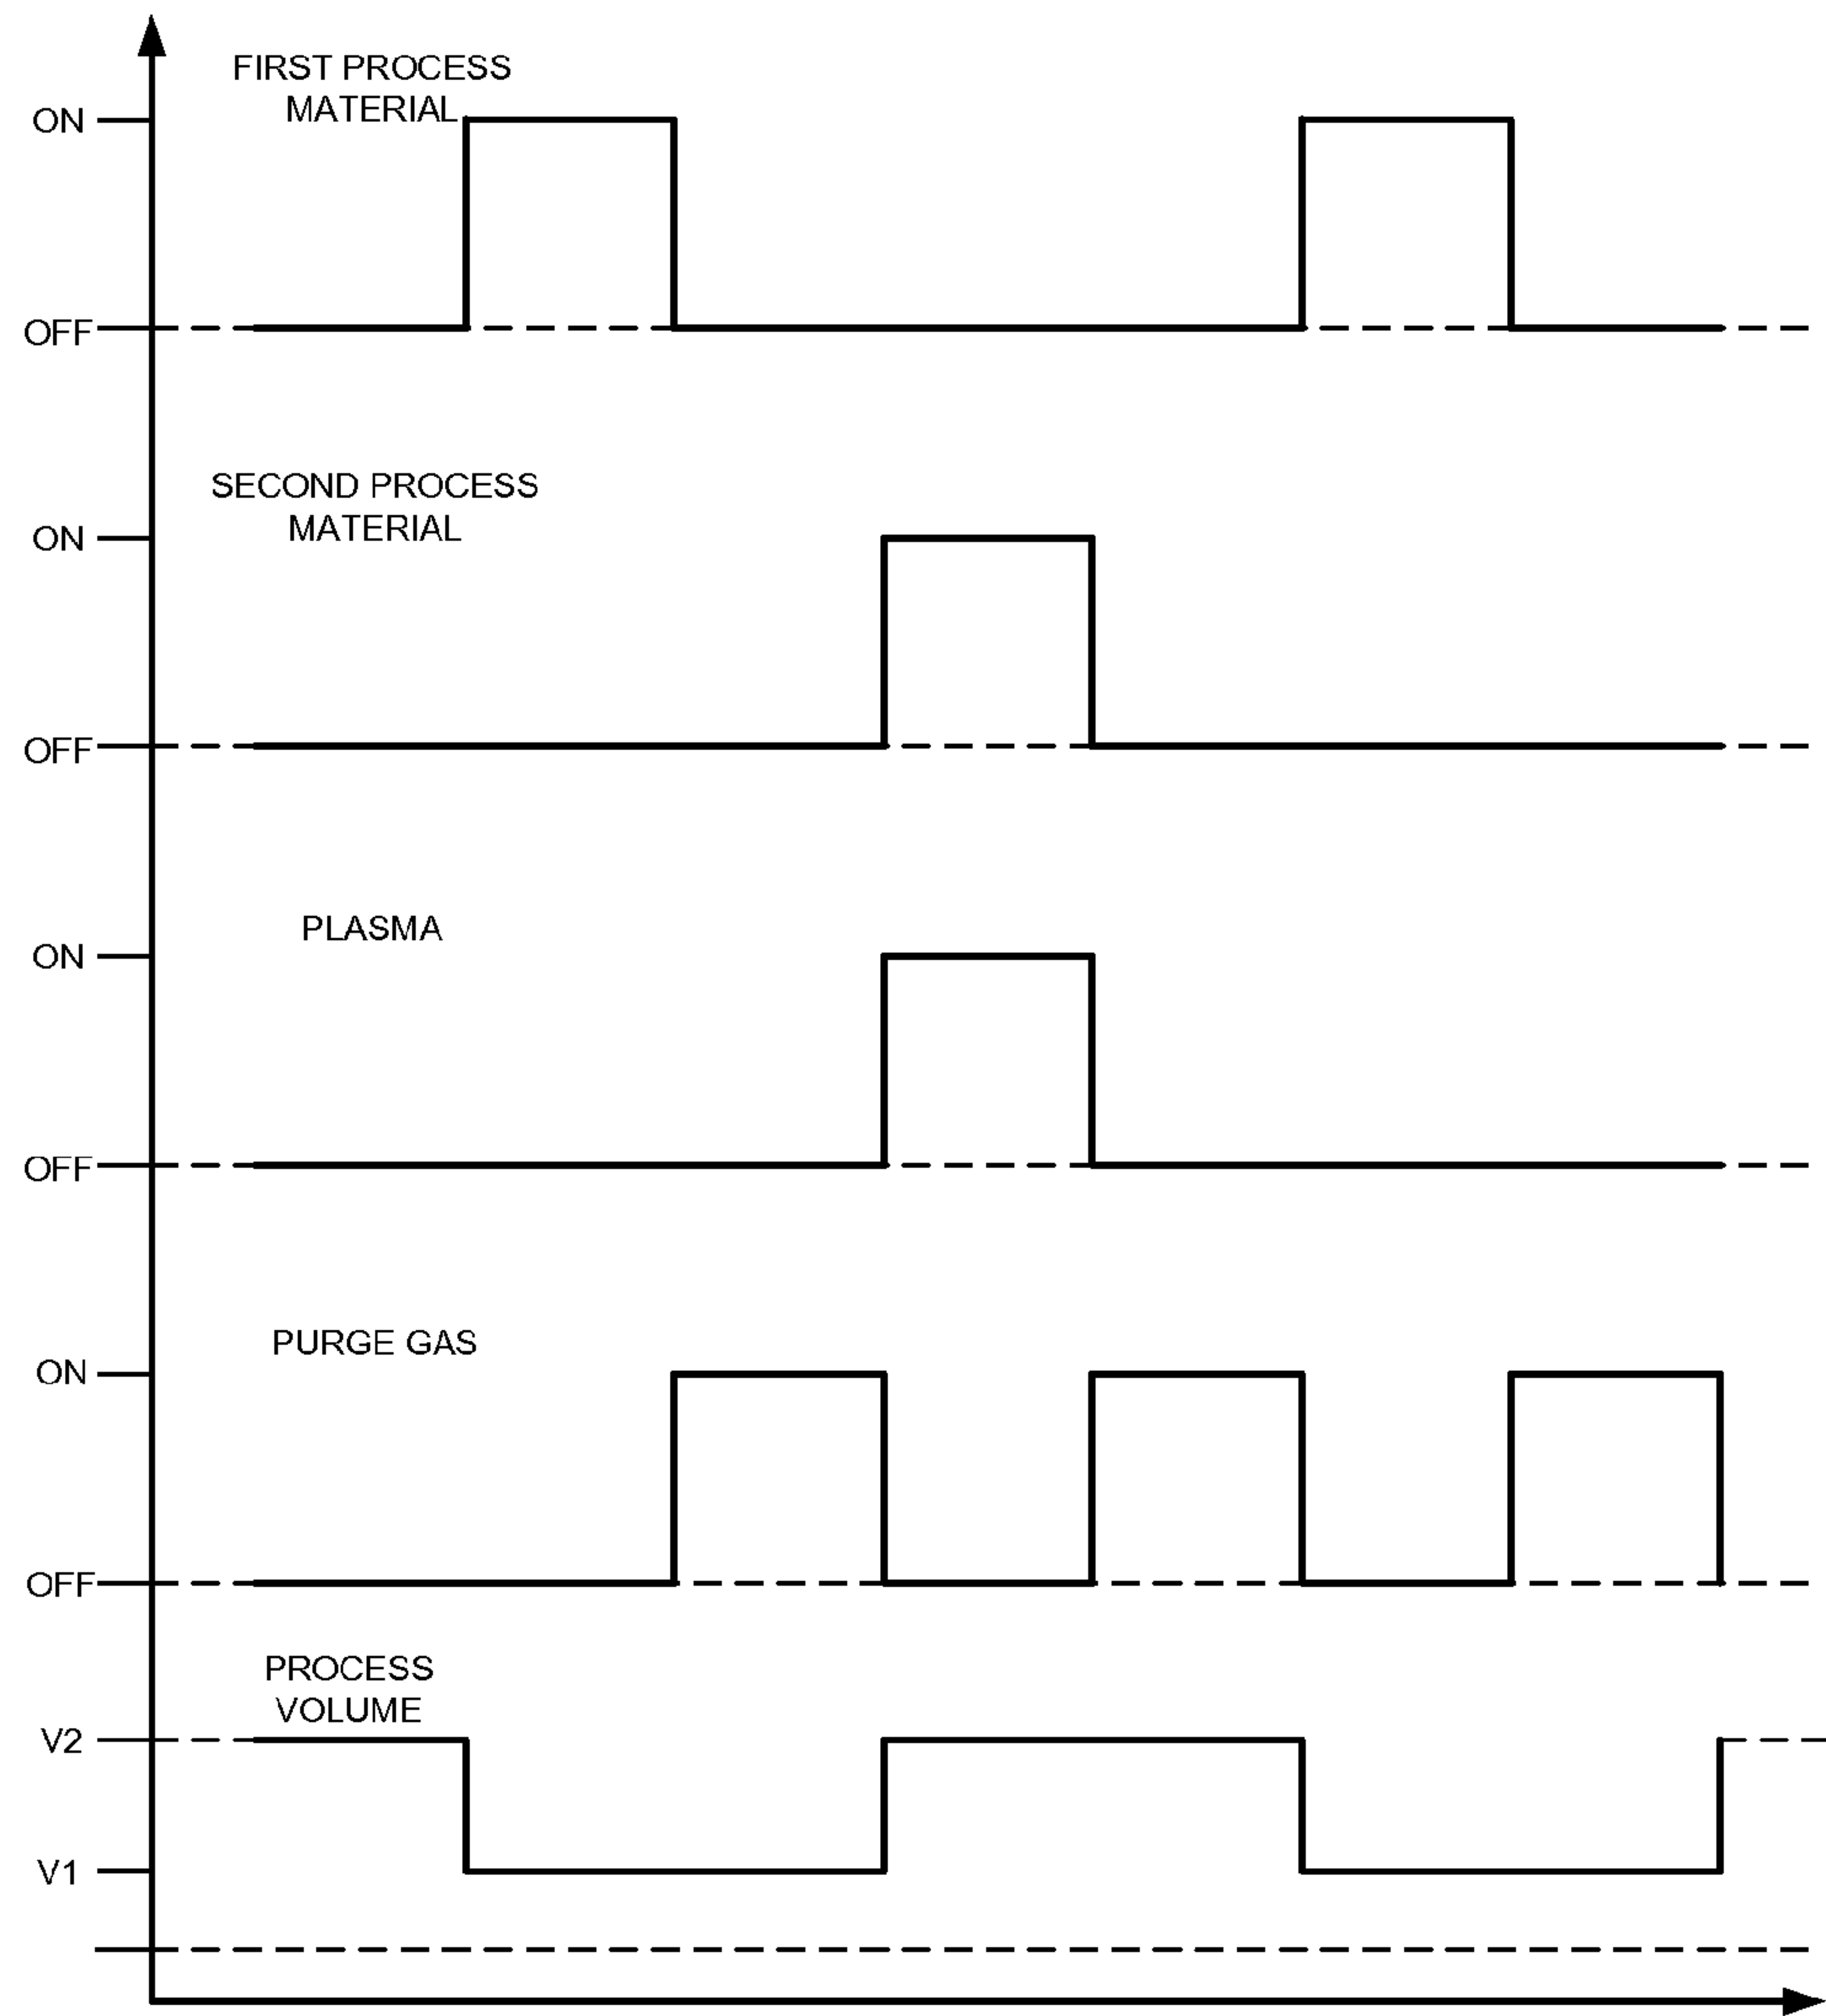 FIRST PROCESS
MATERIAL
ON
OFF
SECOND PROCESS
MATERIAL
ON
OFF
PLASMA
ON
OFF
PURGE GAS
ON
OFF
PROCESS
VOLUME
V2
V1